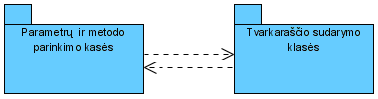 Parametrų ir metodo
parinkimo kasės
Tvarkaraščio sudarymo
klasės